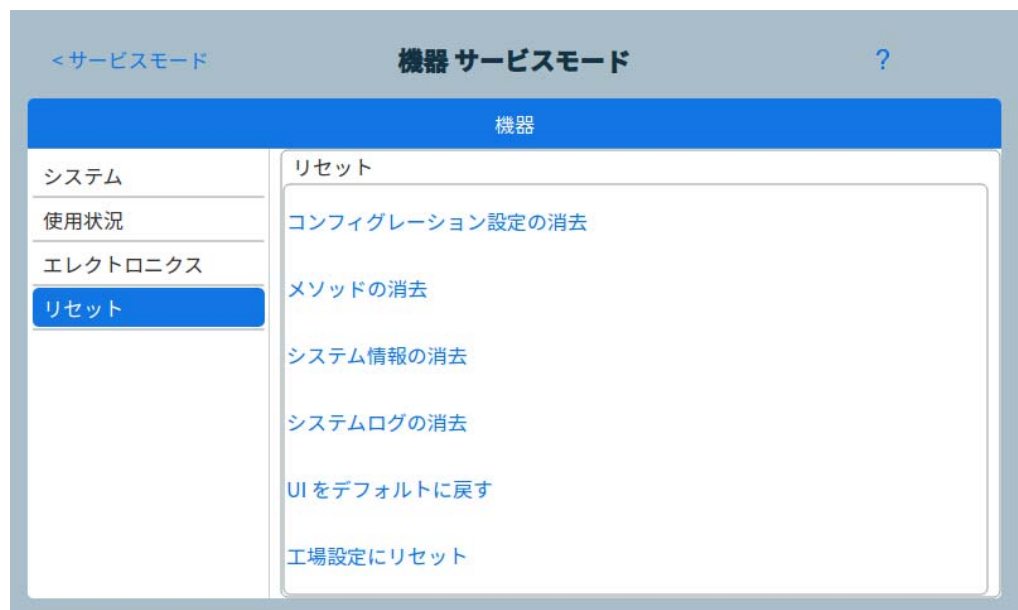 < サービスモード
機器 サービスモード
?
機器
システム
使用状況
エレクトロニクス
リセット
リセット
コンフィグレーション設定の消去
メソッドの消去
システム情報の消去
システムログの消去
UI をデフォルトに戻す
工場設定にリセット